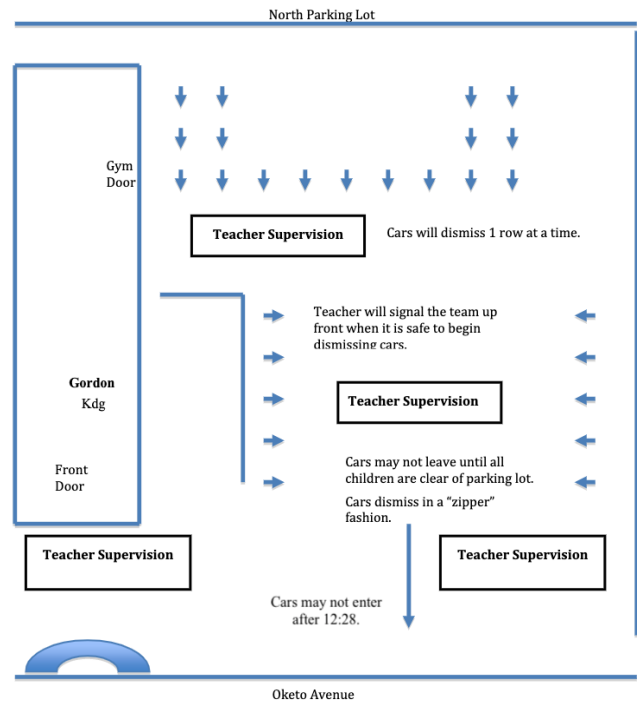 North Parking Lot
Gym
Door
Teacher Supervision
Cars will dismiss 1 row at a time.
Teacher will signal the team up
front when it is safe to begin
dismissing cars.
Gordon
Kdg
Teacher Supervision
Front
Door
Cars may not leave until all
children are clear of parking lot.
Cars dismiss in a “zipper”
fashion.
Teacher Supervision
Teacher Supervision
Cars may not enter
after 12:28.
Oketo Avenue